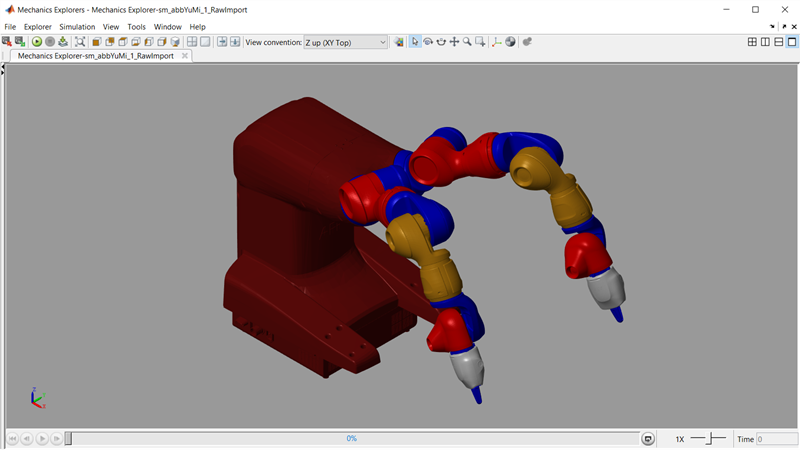 Mechanics Explorers - Mechanics Explorer-sm_abbYuMi_1_RawImport
File Explorer Simulation View Tools Window Help
View convention: Z up (XY Top)
Mechanics Explorer-sm_abbYuMi_1_RawImport
Z
Y
X
0%
1X
Time 0